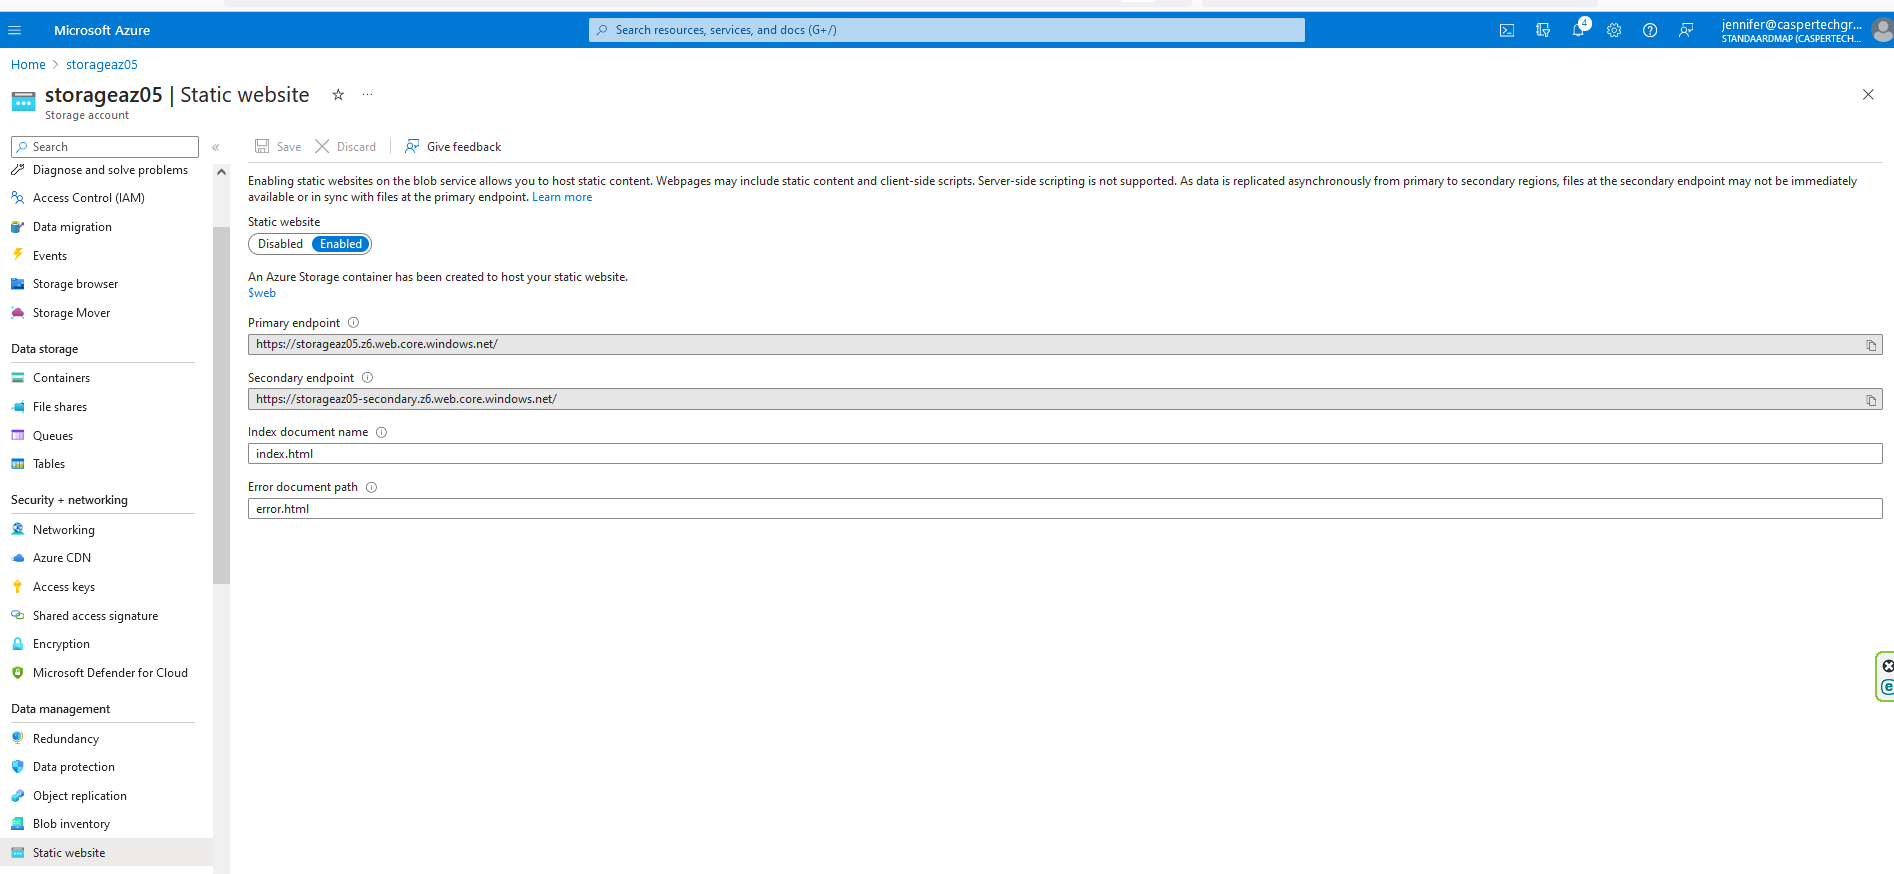 Microsoft Azure
Search resources, services, and docs (G+/)
4
jennifer@caspertechgr...
STANDAARDMAP (CASPERTECH...
Home > storageaz05
storageaz05 | Static website
Storage account
Search
Save
Discard
Give feedback
Diagnose and solve problems
Access Control (IAM)
Data migration
Events
Storage browser
Storage Mover
Data storage
Containers
File shares
Queues
Tables
Security + networking
Networking
Azure CDN
Access keys
Shared access signature
Encryption
Microsoft Defender for Cloud
Data management
Redundancy
Data protection
Object replication
Blob inventory
Static website
Enabling static websites on the blob service allows you to host static content. Webpages may include static content and client-side scripts. Server-side scripting is not supported. As data is replicated asynchronously from primary to secondary regions, files at the secondary endpoint may not be immediately
available or in sync with files at the primary endpoint. Learn more
Static website
Disabled Enabled
An Azure Storage container has been created to host your static website.
$web
Primary endpoint
https://storageaz05.z6.web.core.windows.net/
Secondary endpoint
https://storageaz05-secondary.z6.web.core.windows.net/
Index document name
index.html
Error document path
error.html